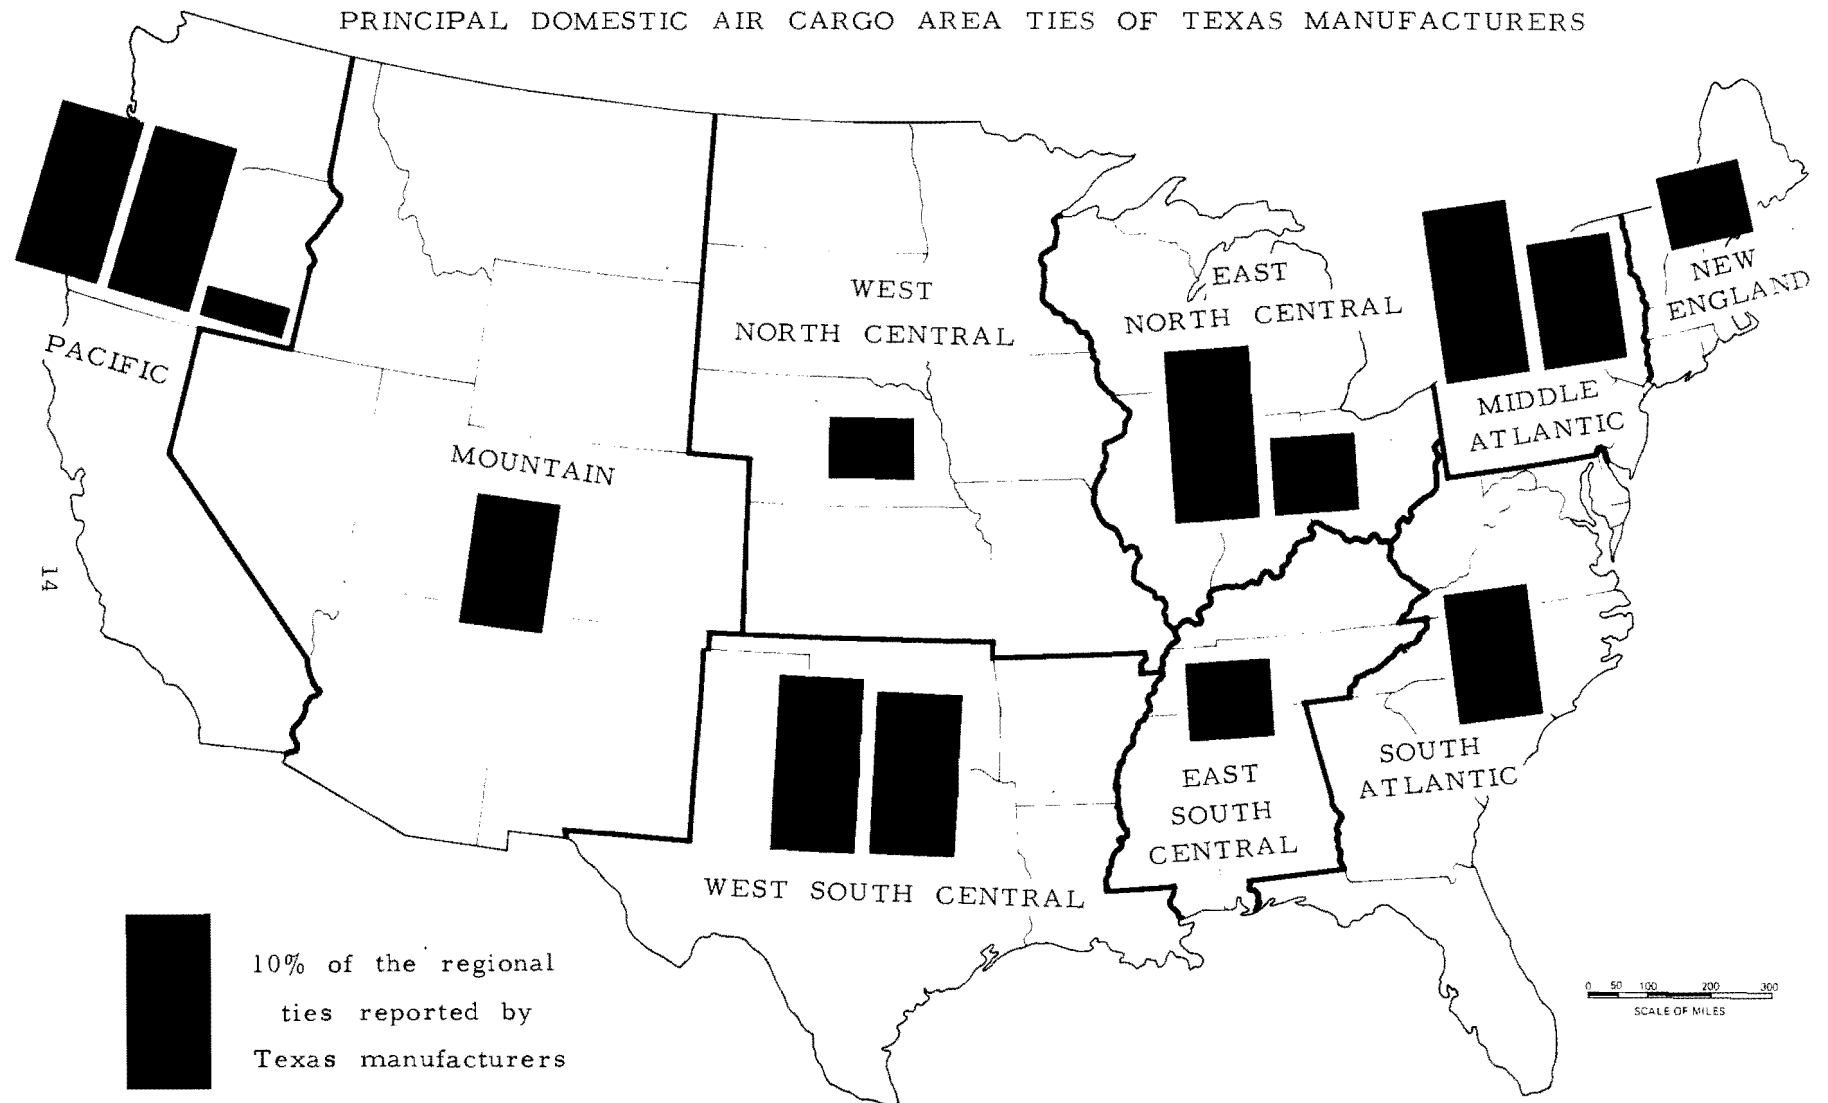 PRINCIPAL DOMESTIC AIR CARGO AREA TIES OF TEXAS MANUFACTURERS
PACIFIC
MOUNTAIN
WEST
NORTH CENTRAL
EAST
NORTH CENTRAL
NEW
ENGLAND
MIDDLE
ATLANTIC
SOUTH
ATLANTIC
EAST
SOUTH
CENTRAL
WEST SOUTH CENTRAL
14
10% of the regional
ties reported by
Texas manufacturers
0 50 100 200 300
SCALE OF MILES